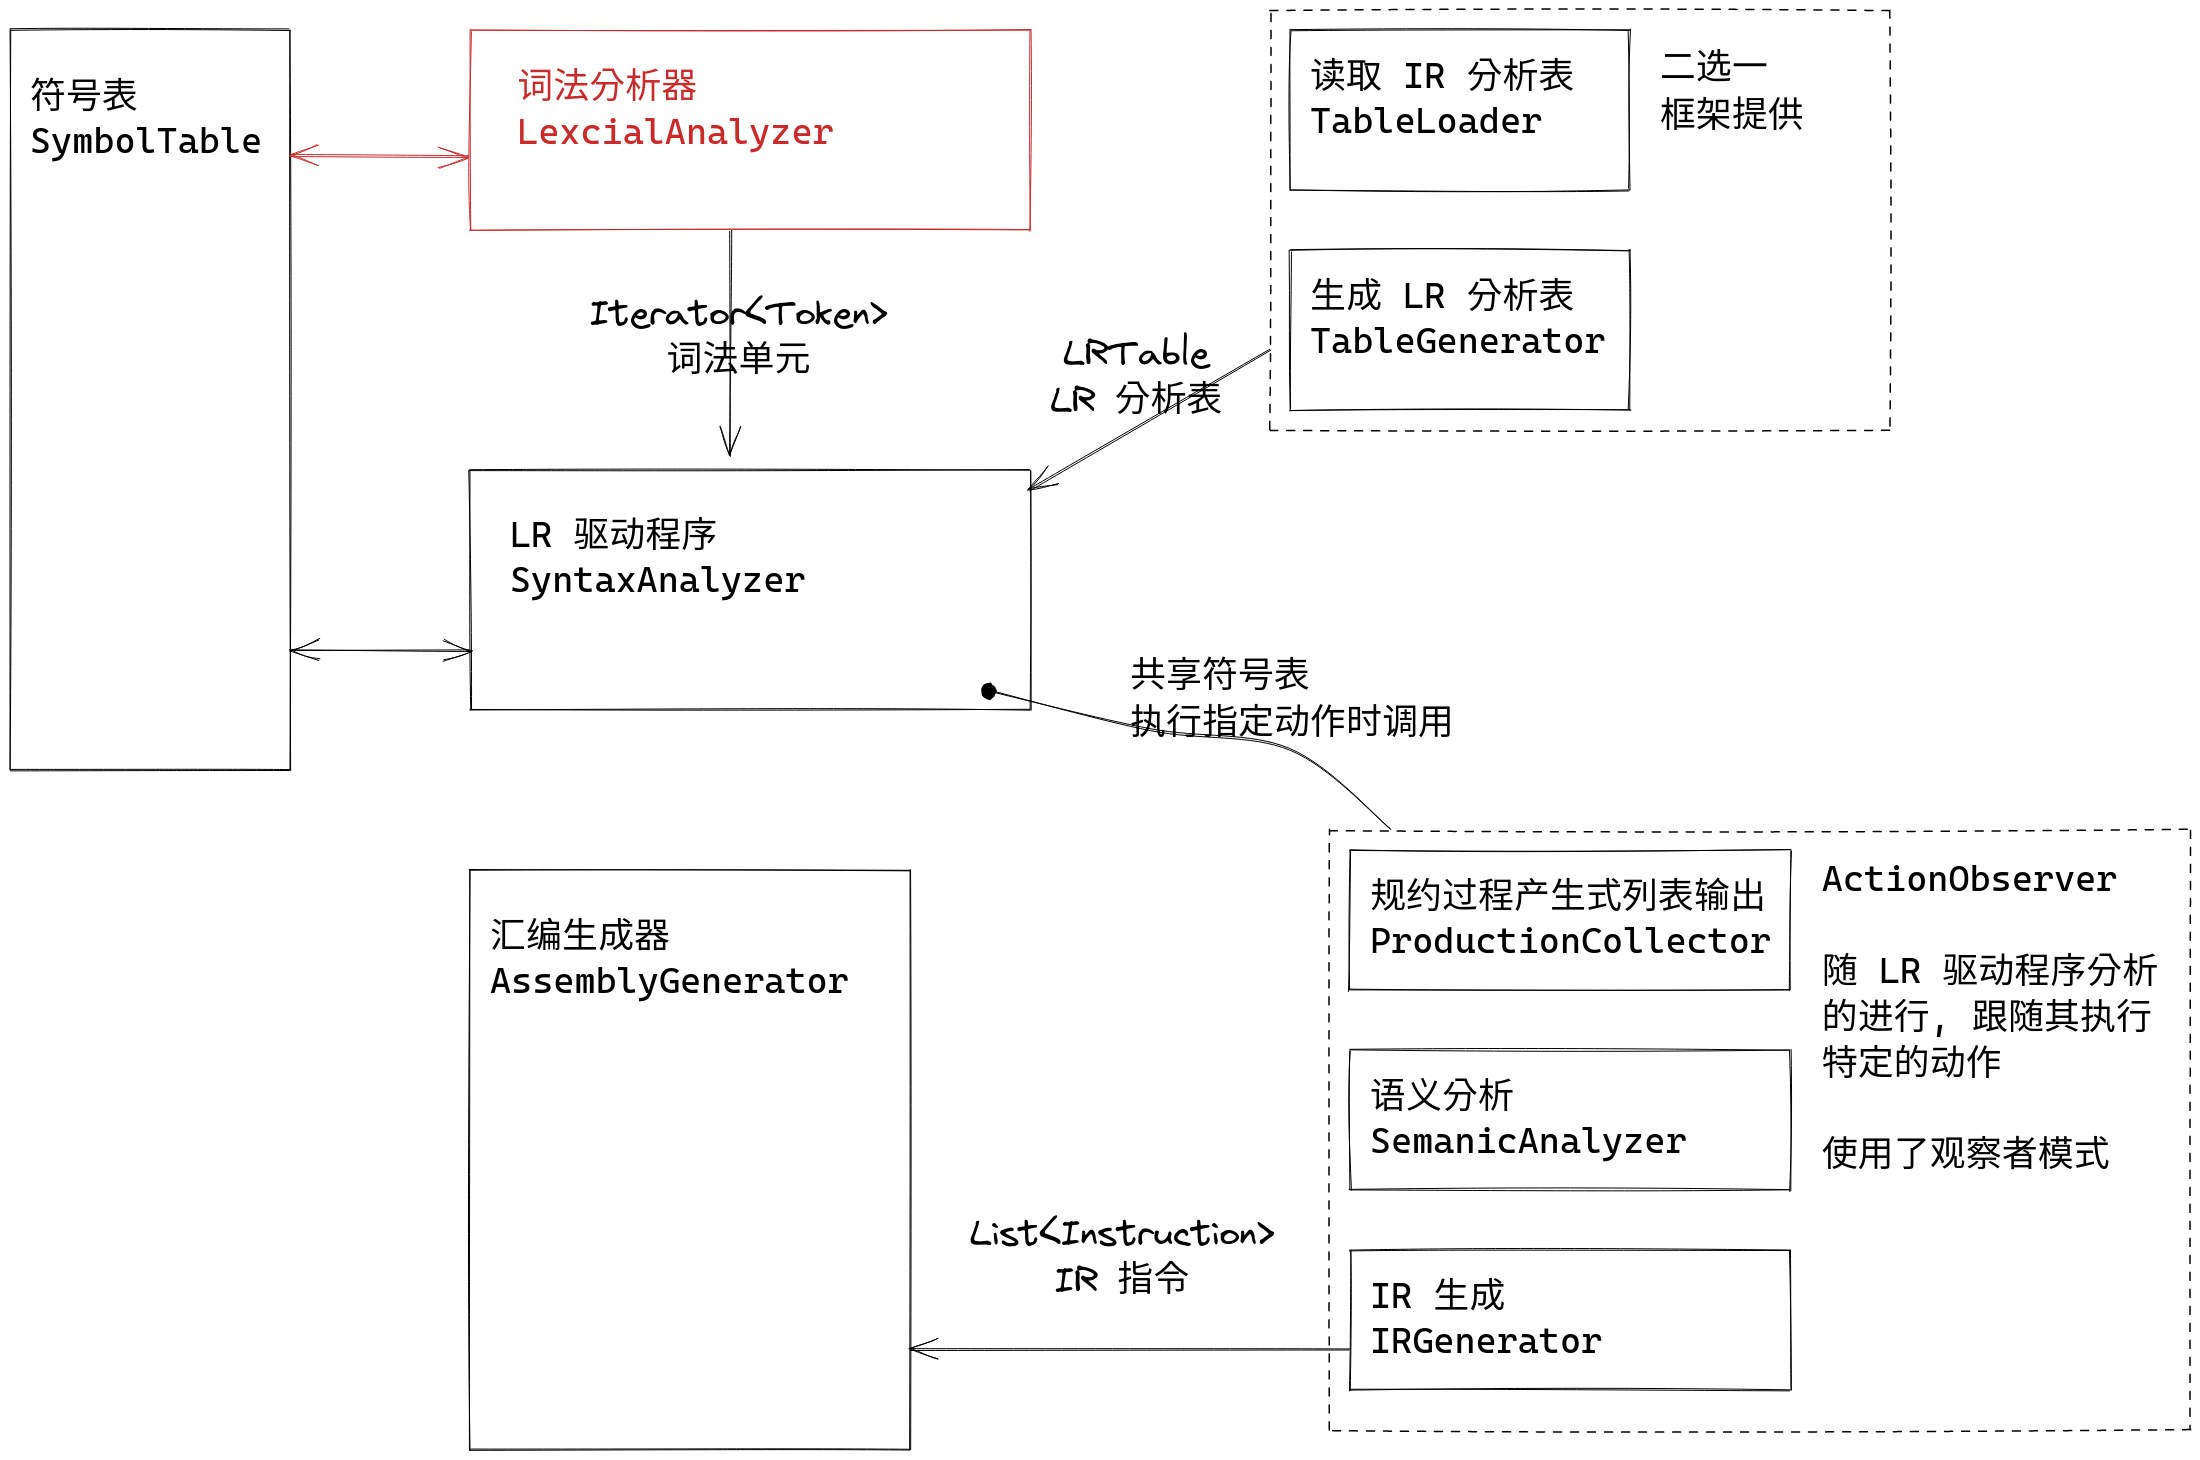 符号表
SymbolTable
词法分析器
LexcialAnalyzer
读取 IR 分析表
TableLoader
二选一
框架提供
生成 LR 分析表
TableGenerator
Iterator<Token>
词法单元
LRTable
LR 分析表
LR 驱动程序
SyntaxAnalyzer
共享符号表
执行指定动作时调用
规约过程产生式列表输出
ProductionCollector
ActionObserver
随 LR 驱动程序分析
的进行, 跟随其执行
特定的动作
使用了观察者模式
汇编生成器
AssemblyGenerator
语义分析
SemanicAnalyzer
List<Instruction>
IR 指令
IR 生成
IRGenerator